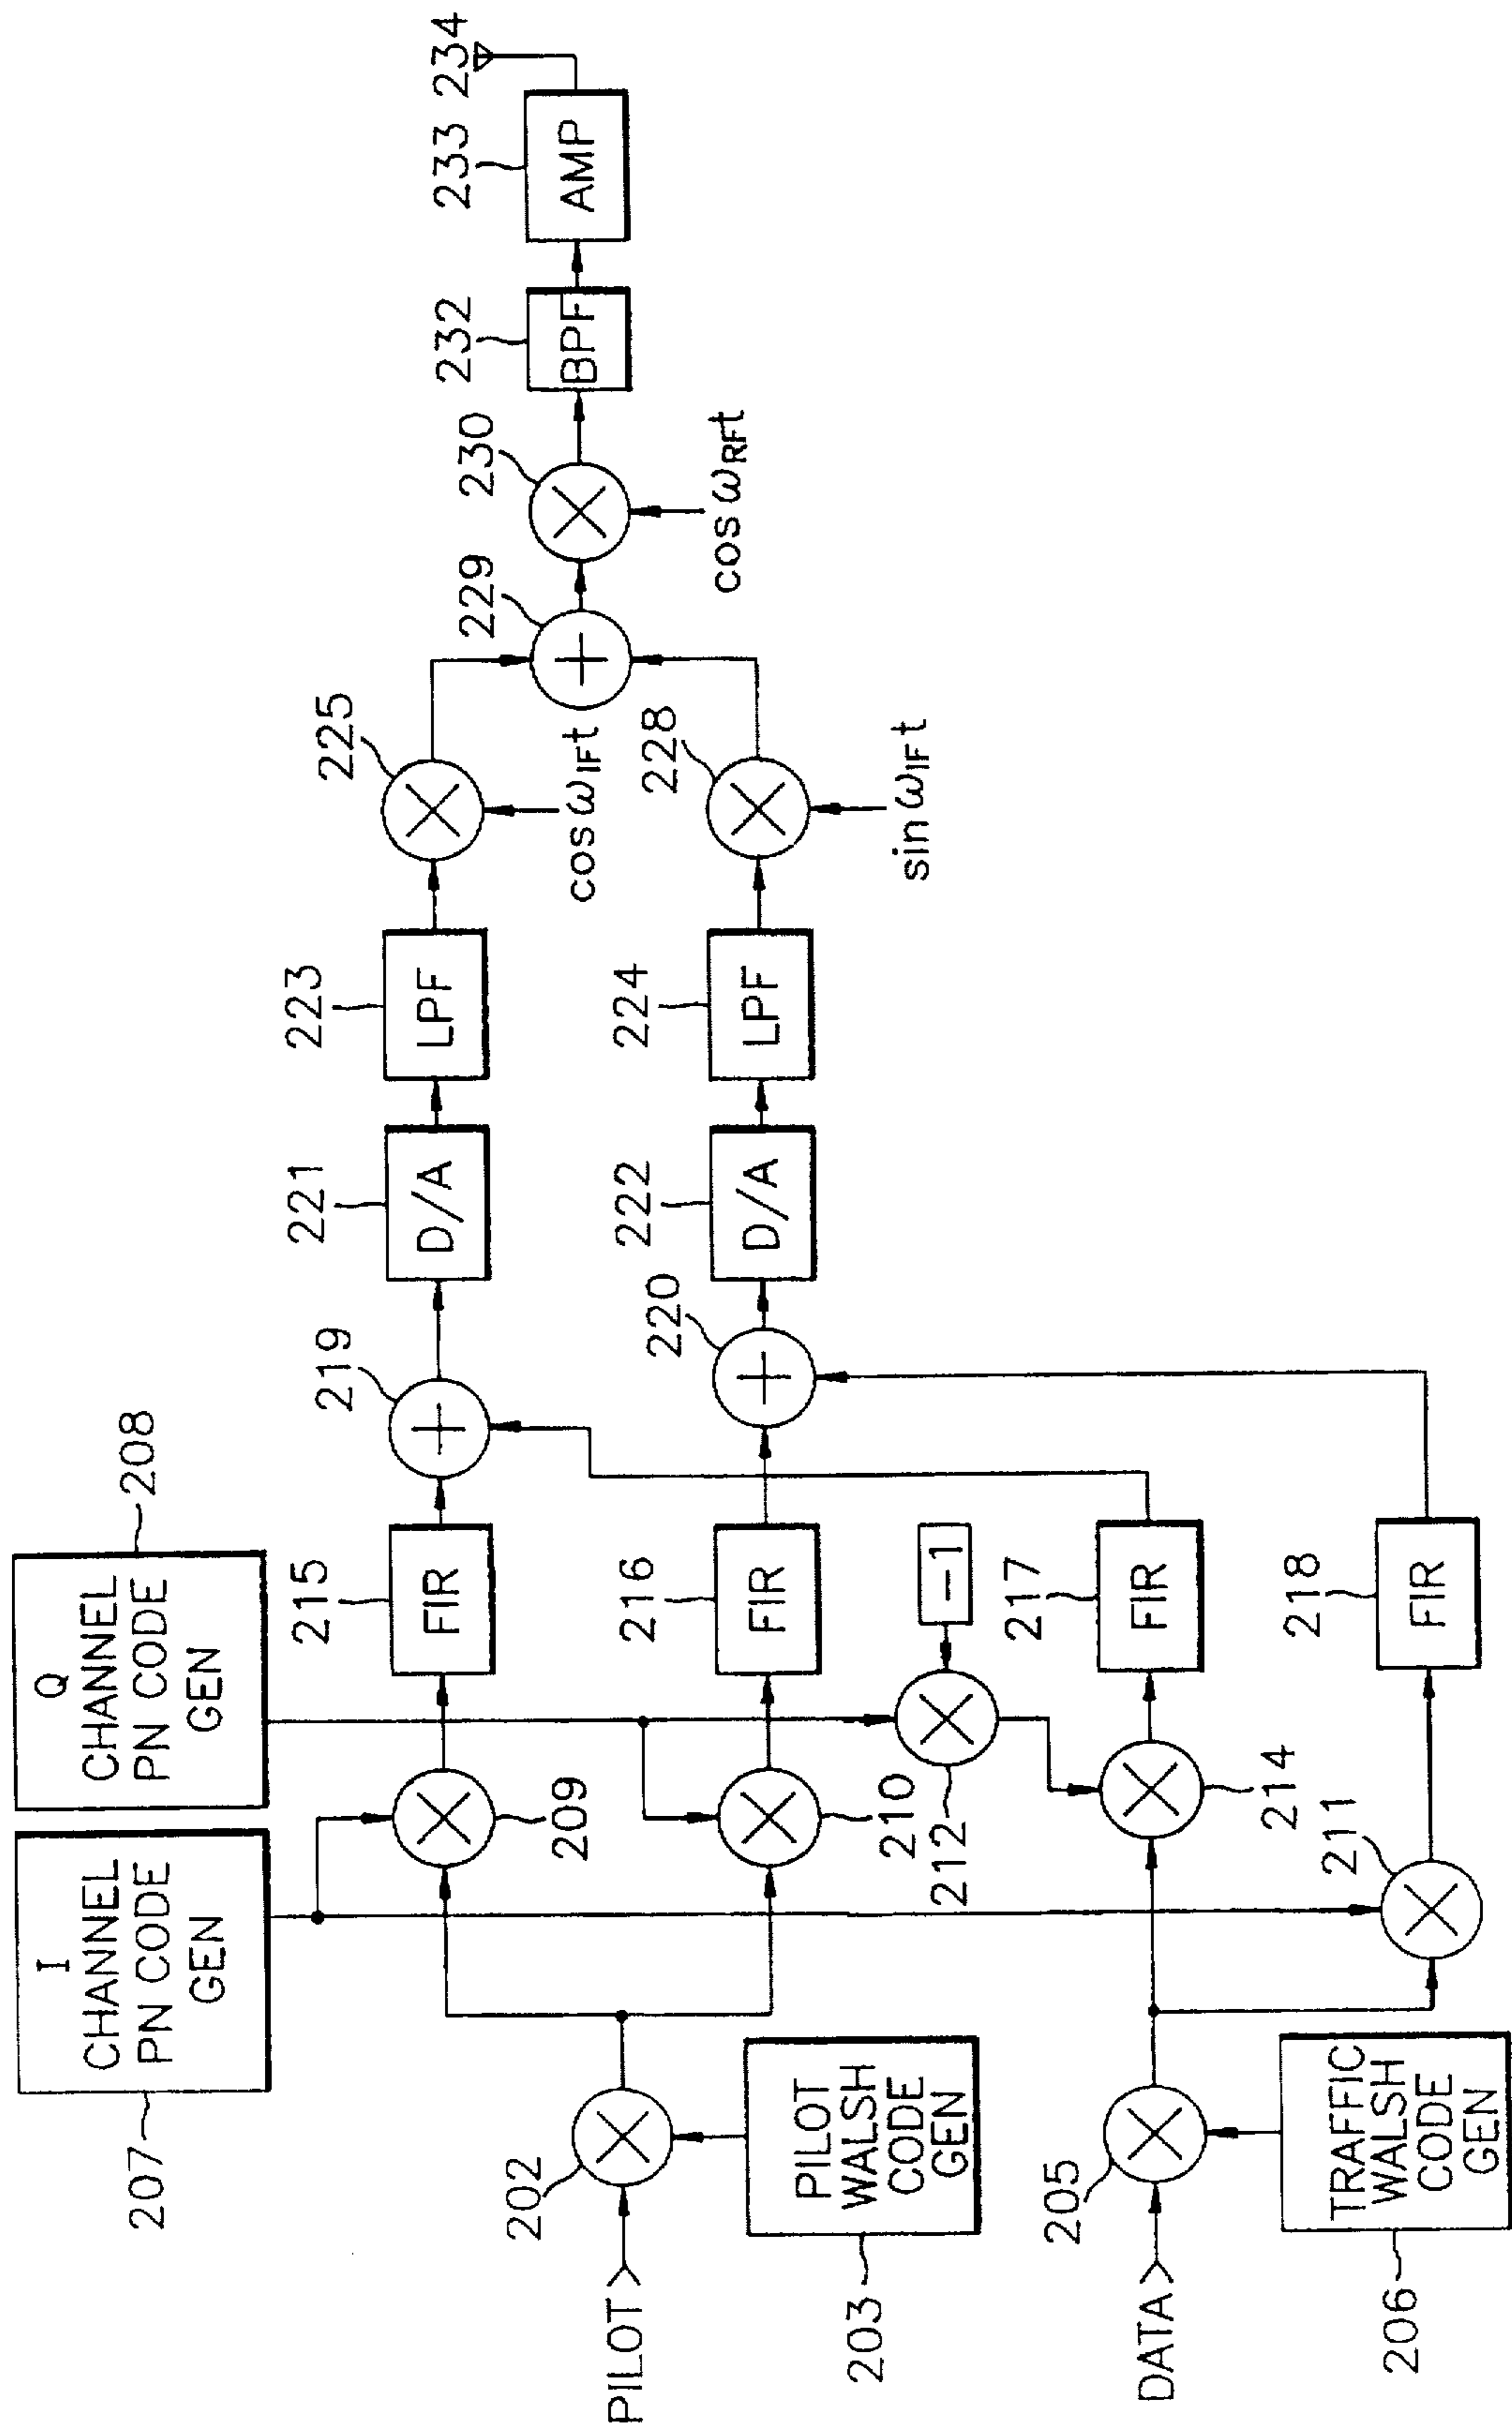 I
CHANNEL
PN CODE
GEN
207
Q
CHANNEL
PN CODE
GEN
208
PILOT
202
PILOT
WALSH
CODE
GEN
203
DATA
205
TRAFFIC
WALSH
CODE
GEN
206
209
210
212
-1
214
211
FIR
215
FIR
216
FIR
217
FIR
218
219
220
D/A
221
D/A
222
LPF
223
LPF
224
225
cos ωIFt
228
sin ωIFt
229
230
cos ωRFt
BPF
232
AMP
233
234